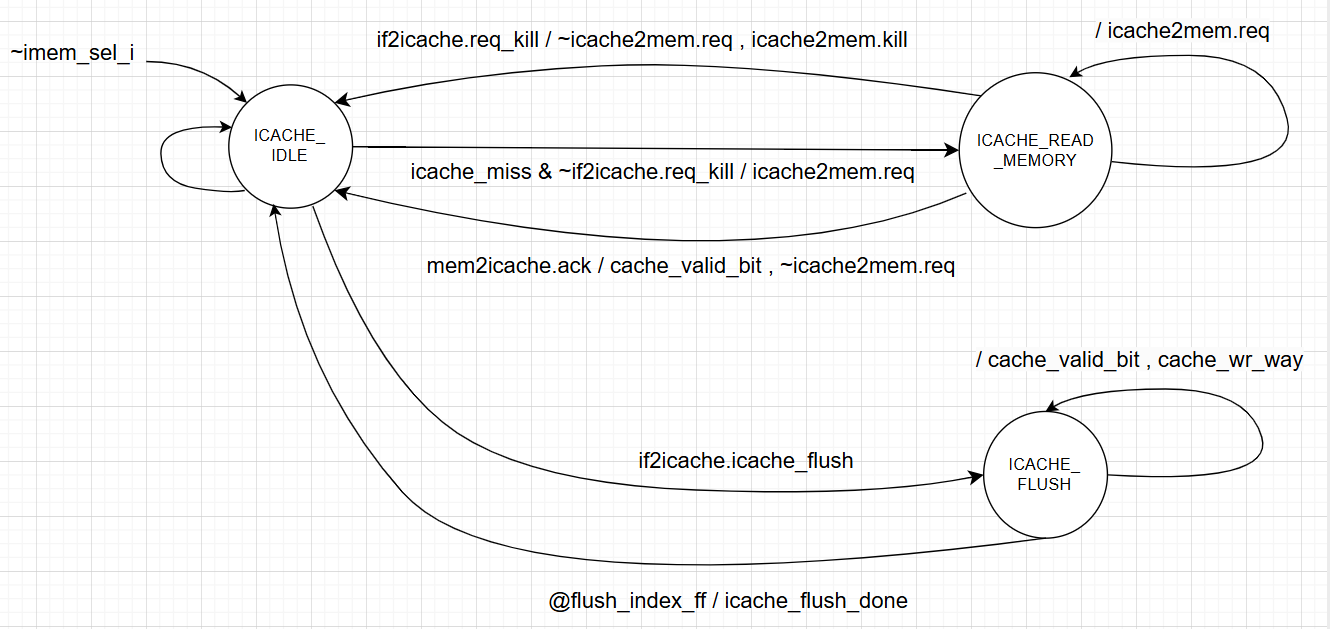 / icache2mem.req
if2icache.req_kill / ~icache2mem.req , icache2mem.kill
~imem_sel_i
ICACHE_
IDLE
ICACHE_READ
_MEMORY
icache_miss & ~if2icache.req_kill / icache2mem.req
mem2icache.ack / cache_valid_bit , ~icache2mem.req
/ cache_valid_bit , cache_wr_way
if2icache.icache_flush
ICACHE_
FLUSH
@flush_index_ff / icache_flush_done